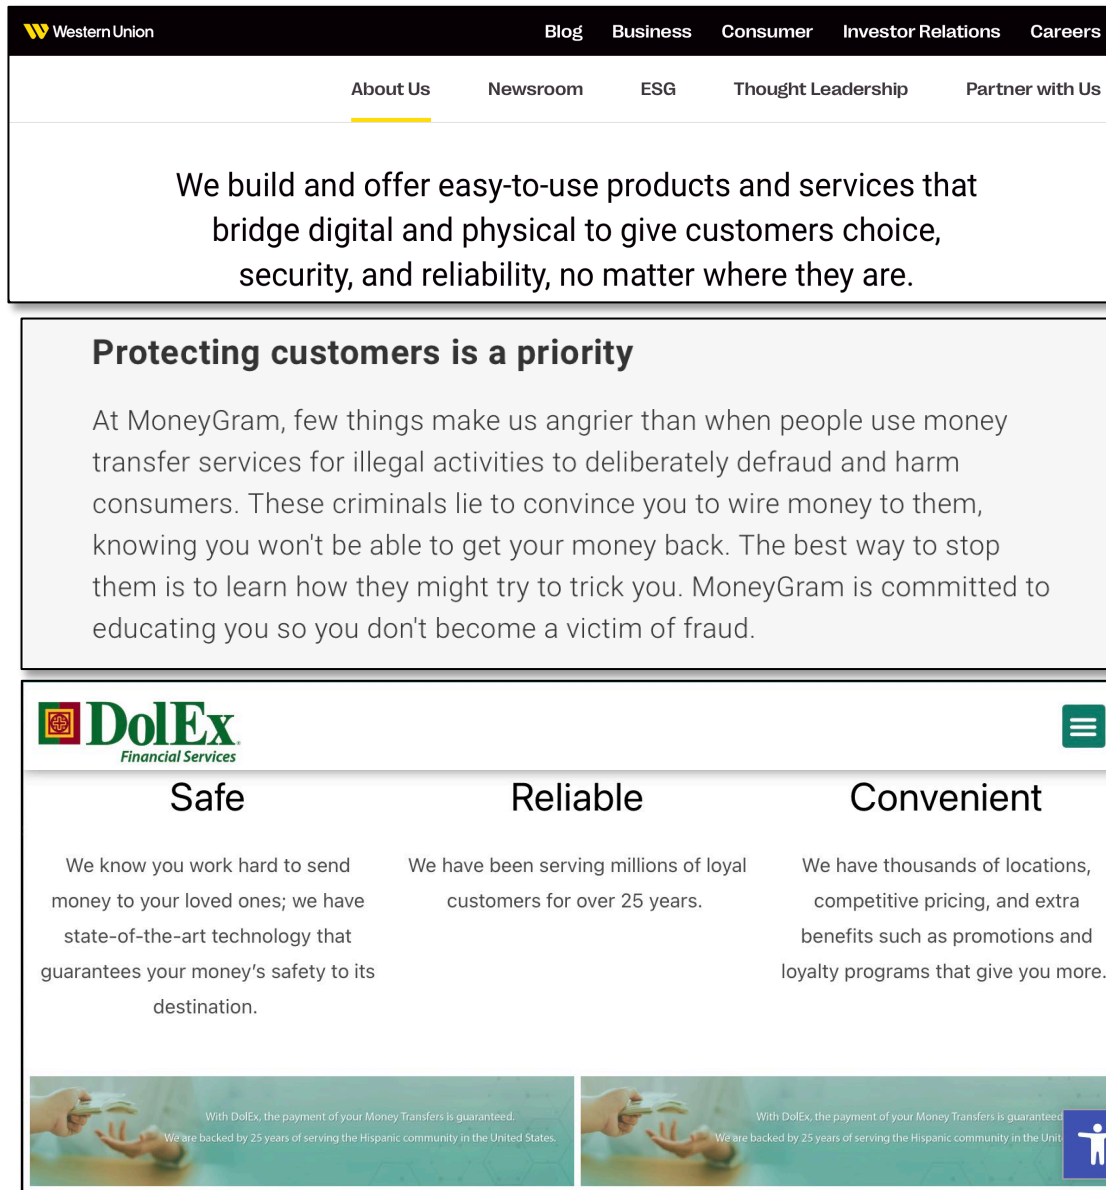 Western Union
Blog Business Consumer Investor Relations Careers
About Us Newsroom ESG Thought Leadership Partner with Us
We build and offer easy-to-use products and services that
bridge digital and physical to give customers choice,
security, and reliability, no matter where they are.
Protecting customers is a priority
At MoneyGram, few things make us angrier than when people use money
transfer services for illegal activities to deliberately defraud and harm
consumers. These criminals lie to convince you to wire money to them,
knowing you won't be able to get your money back. The best way to stop
them is to learn how they might try to trick you. MoneyGram is committed to
educating you so you don't become a victim of fraud.
DolEx
Financial Services
Safe
We know you work hard to send
money to your loved ones; we have
state-of-the-art technology that
guarantees your money’s safety to its
destination.
Reliable
We have been serving millions of loyal
customers for over 25 years.
Convenient
We have thousands of locations,
competitive pricing, and extra
benefits such as promotions and
loyalty programs that give you more.
With DolEx, the payment of your Money Transfers is guaranteed.
We are backed by 25 years of serving the Hispanic community in the United States.
With DolEx, the payment of your Money Transfers is guaranteed
We are backed by 25 years of serving the Hispanic community in the Unit